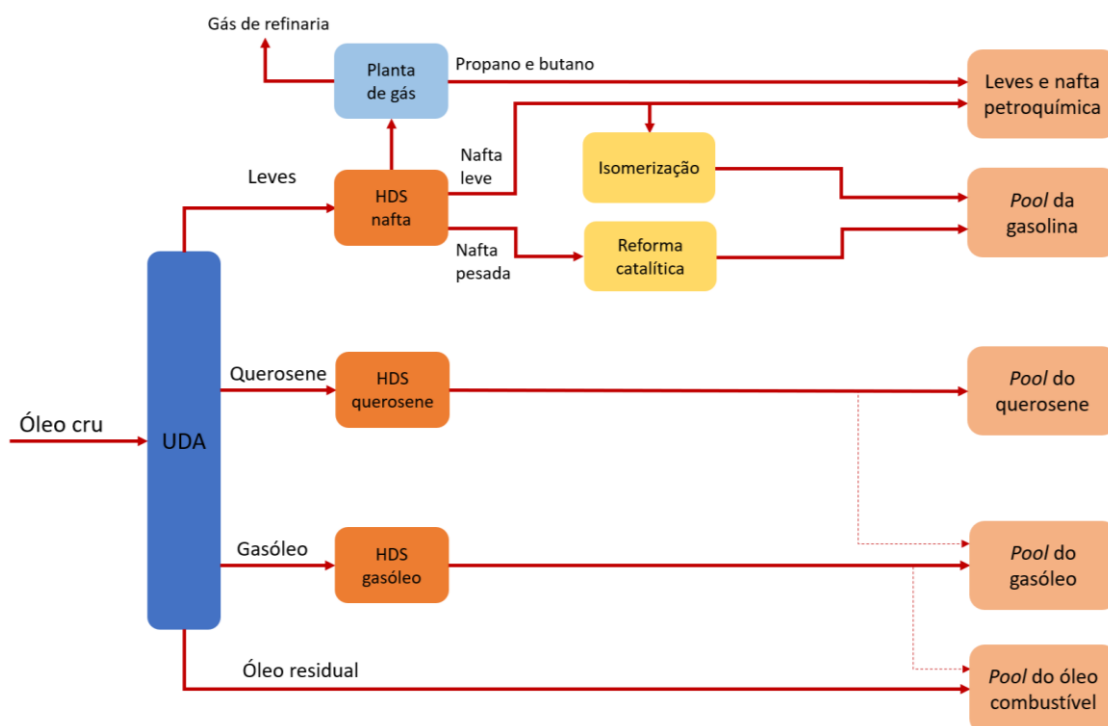 Gás de refinaria
Planta
de gás
Propano e butano
Leves e nafta
petroquímica
Leves
HDS
nafta
Nafta
leve
Isomerização
Pool da
gasolina
Nafta
pesada
Reforma
catalítica
Querosene
HDS
querosene
Pool do
querosene
Óleo cru
UDA
Gasóleo
HDS
gasóleo
Pool do
gasóleo
Óleo residual
Pool do óleo
combustível